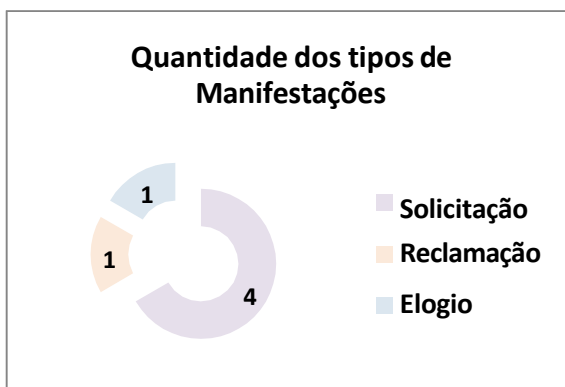 Quantidade dos tipos de
Manifestações
1
1
4
Solicitação
Reclamação
Elogio